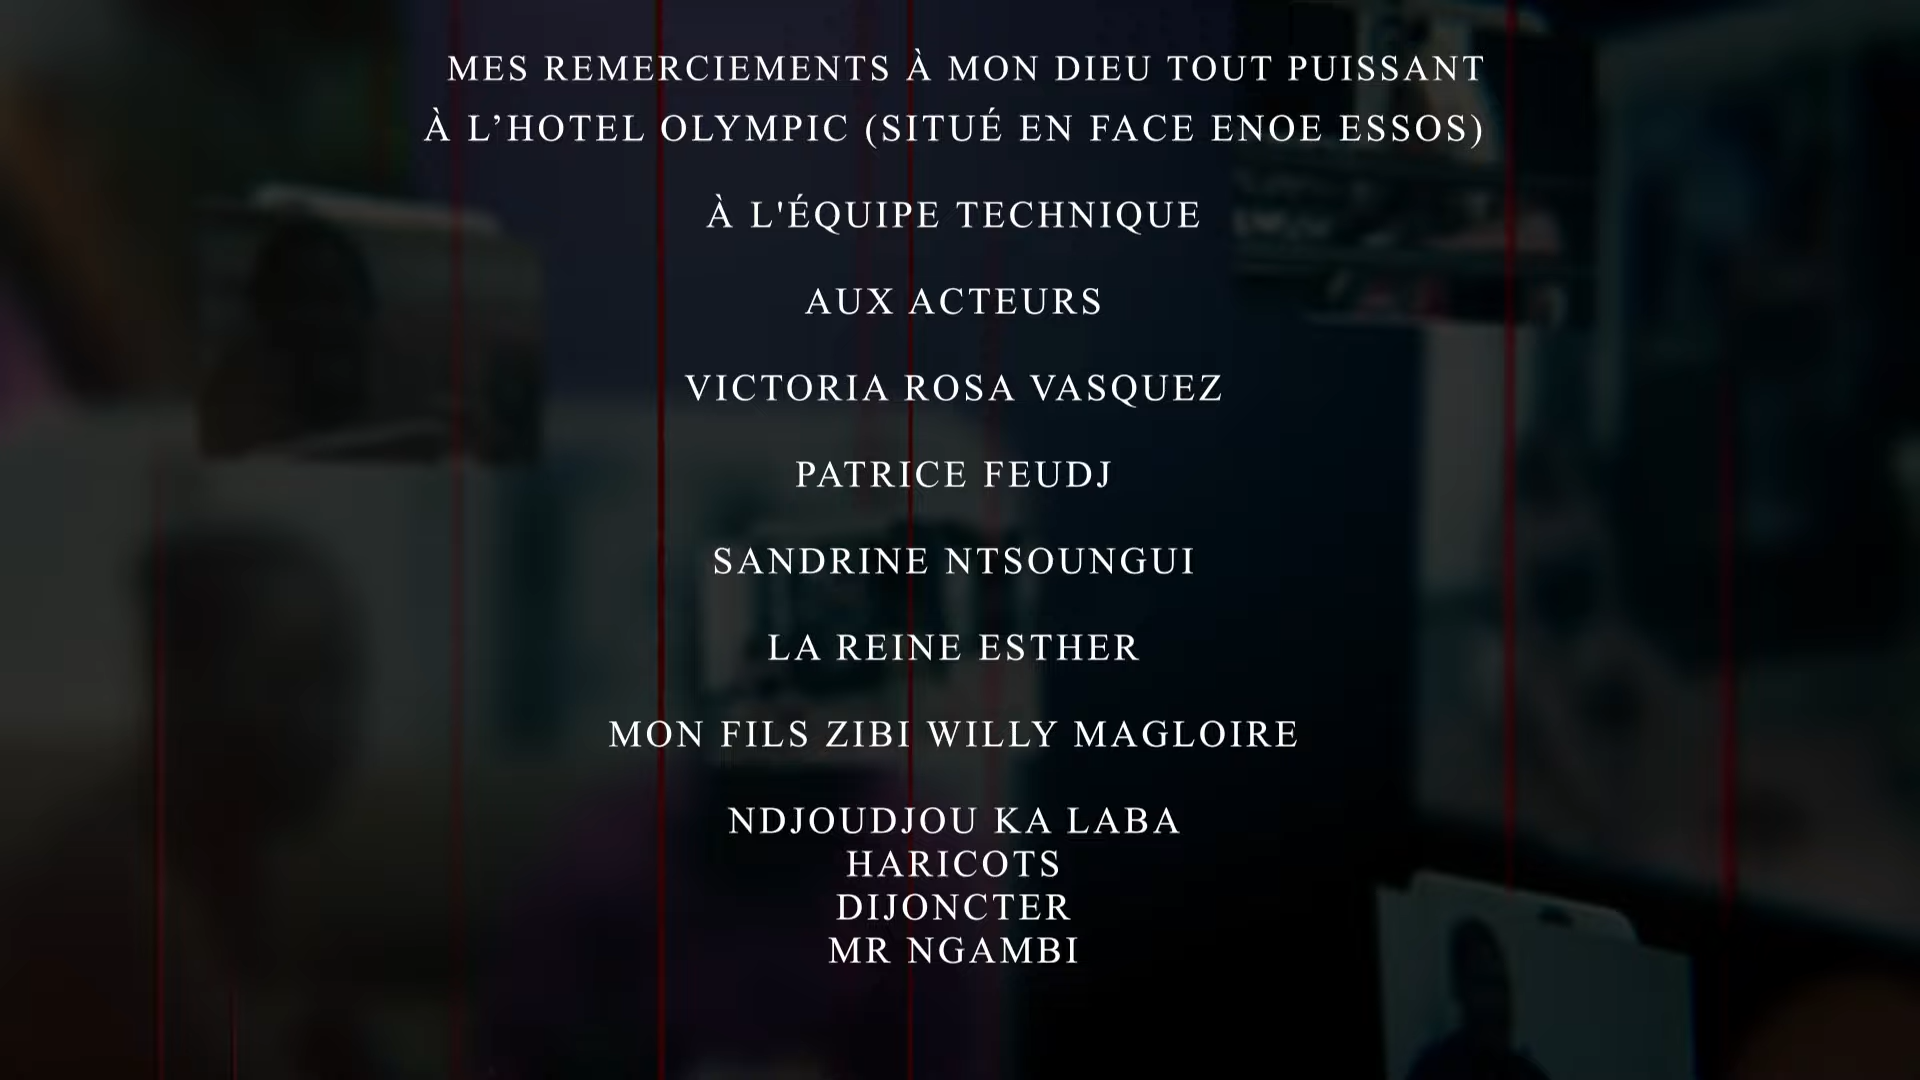 MES REMERCIEMENTS À MON DIEU TOUT PUISSANT
À L’HOTEL OLYMPIC (SITUÉ EN FACE ENOE ESSOS)
À L'ÉQUIPE TECHNIQUE
AUX ACTEURS
VICTORIA ROSA VASQUEZ
PATRICE FEUDJ
SANDRINE NTSOUNGUI
LA REINE ESTHER
MON FILS ZIBI WILLY MAGLOIRE
NDJOUDJOU KA LABA
HARICOTS
DIJONCTER
MR NGAMBI